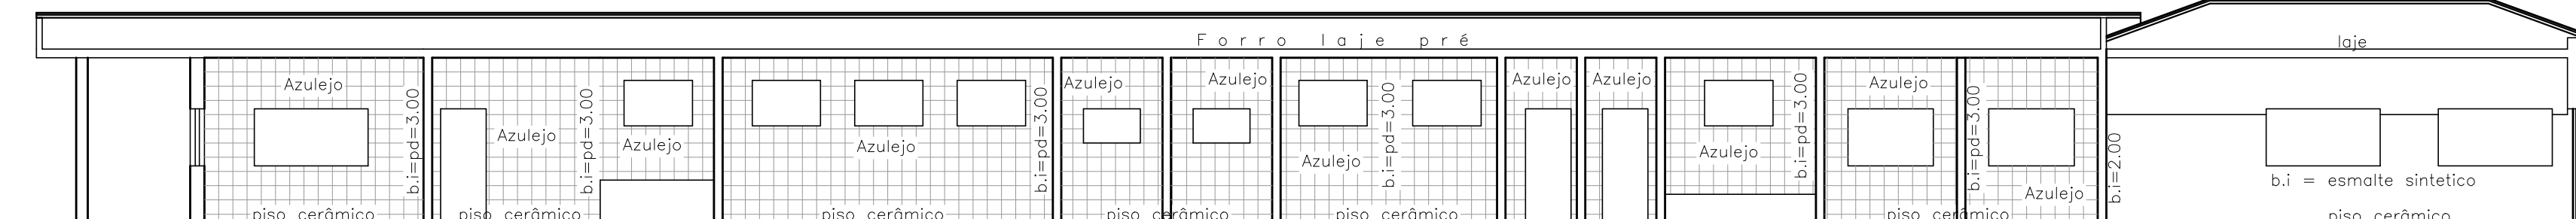 Forro laje pré
laje
Azulejo
b.i=pd=3.00
piso cerâmico
Azulejo
b.i=pd=3.00
Azulejo
piso cerâmico
Azulejo
b.i=pd=3.00
piso cerâmico
Azulejo
Azulejo
piso cerâmico
Azulejo
b.i=pd=3.00
piso cerâmico
Azulejo
Azulejo
Azulejo
b.i=pd=3.00
Azulejo
b.i=pd=3.00
Azulejo
piso cerâmico
b.i=2.00
b.i = esmalte sintetico
piso cerâmico